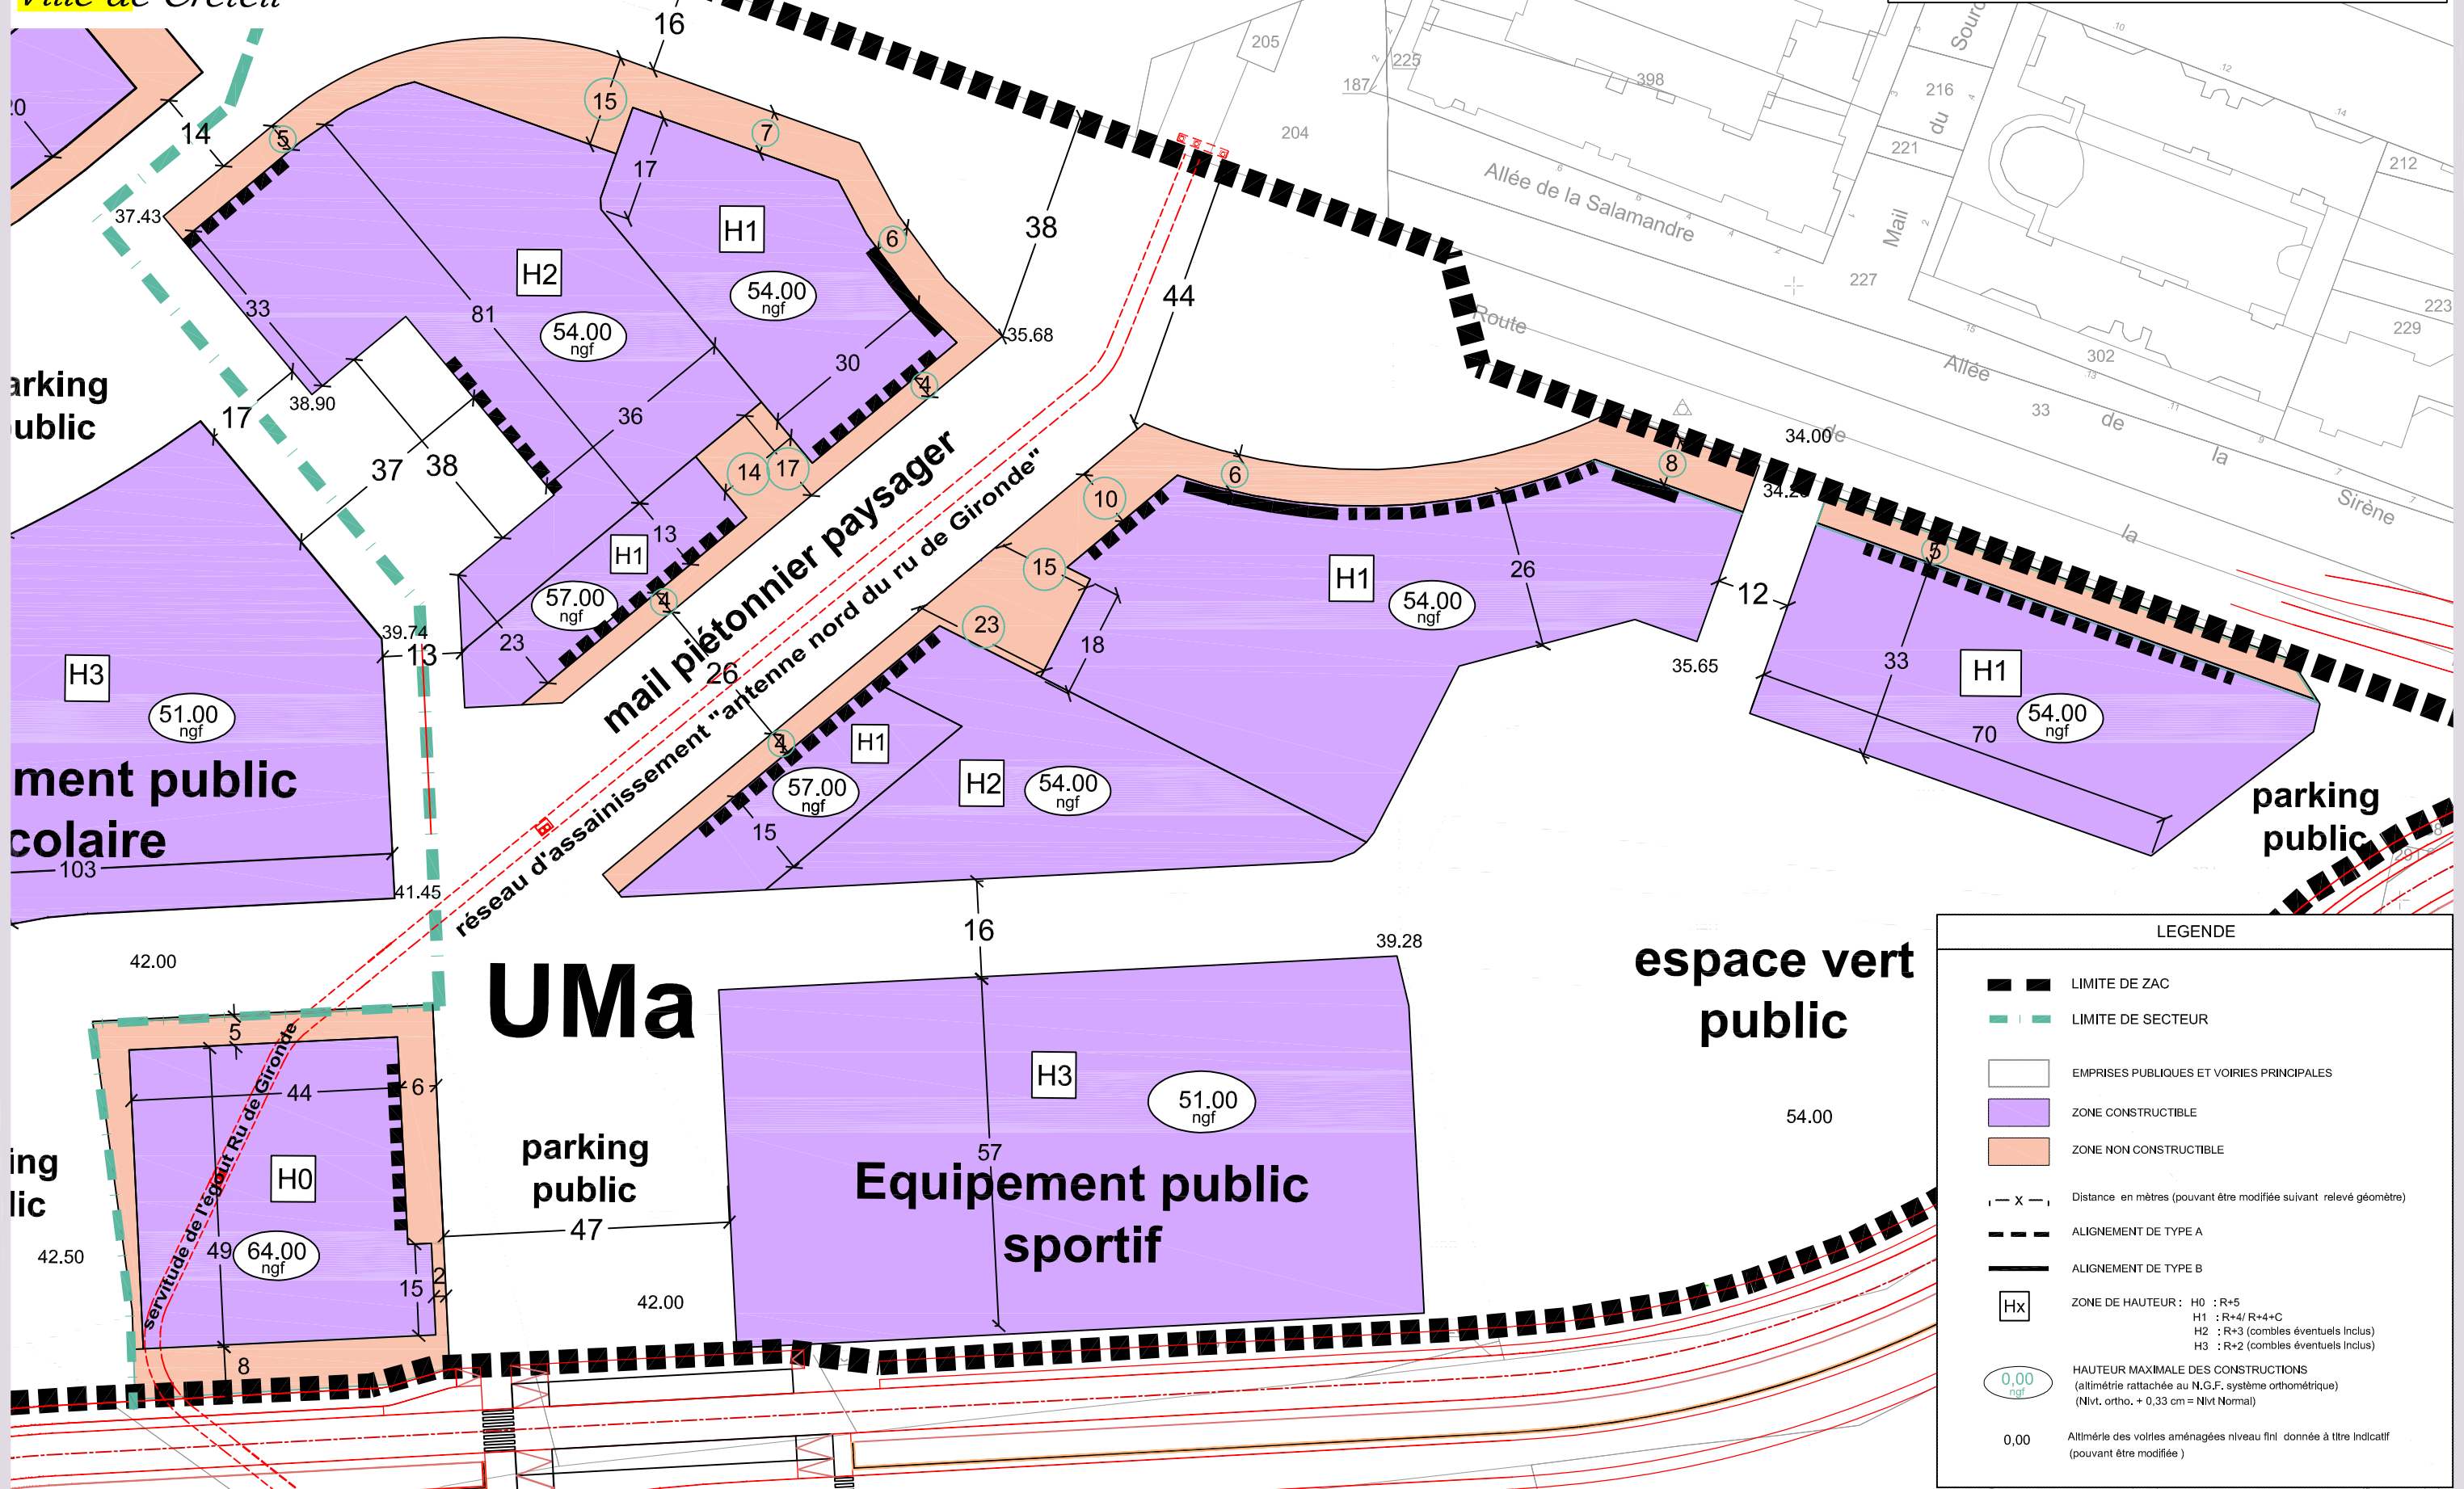 Ville de Créteil
16
205
225
187
398
204
216
221
du
Mail
227
212
223
229
302
33
Allée de la Salamandre
Route
de
la
Allée
de
la
Sirène
14
5
15
7
17
37.43
H1
54.00
ngf
H2
54.00
ngf
6
38
44
35.68
33
81
30
4
36
38.90
17
37
38
14
17
13
H1
57.00
ngf
4
23
39.74
13
parking
public
H3
51.00
ngf
103
41.45
42.00
mail piétonnier paysager
26
réseau d'assainissement "antenne nord du ru de Gironde"
6
10
15
23
18
8
34.00
H1
54.00
ngf
26
12
35.65
5
33
H1
54.00
ngf
70
4
H1
57.00
ngf
15
H2
54.00
ngf
16
39.28
parking
public
espace vert
public
54.00
UMa
5
44
6
H0
49
64.00
ngf
15
2
8
servitude de l'égout Ru de Gironde
42.50
parking
public
47
42.00
H3
51.00
ngf
57
Equipement public
sportif
LEGENDE
LIMITE DE ZAC
LIMITE DE SECTEUR
EMPRISES PUBLIQUES ET VOIRIES PRINCIPALES
ZONE CONSTRUCTIBLE
ZONE NON CONSTRUCTIBLE
x Distance en mètres (pouvant être modifiée suivant relevé géomètre)
ALIGNEMENT DE TYPE A
ALIGNEMENT DE TYPE B
Hx ZONE DE HAUTEUR : H0 : R+5
H1 : R+4/ R+4+C
H2 : R+3 (combles éventuels Inclus)
H3 : R+2 (combles éventuels Inclus)
0,00 ngf HAUTEUR MAXIMALE DES CONSTRUCTIONS
(altimétrie rattachée au N.G.F. système orthométrique)
(Nivt. ortho. + 0,33 cm = Nivt Normal)
0,00 Altimérie des voiries aménagées niveau fini donnée à titre indicatif
(pouvant être modifiée )